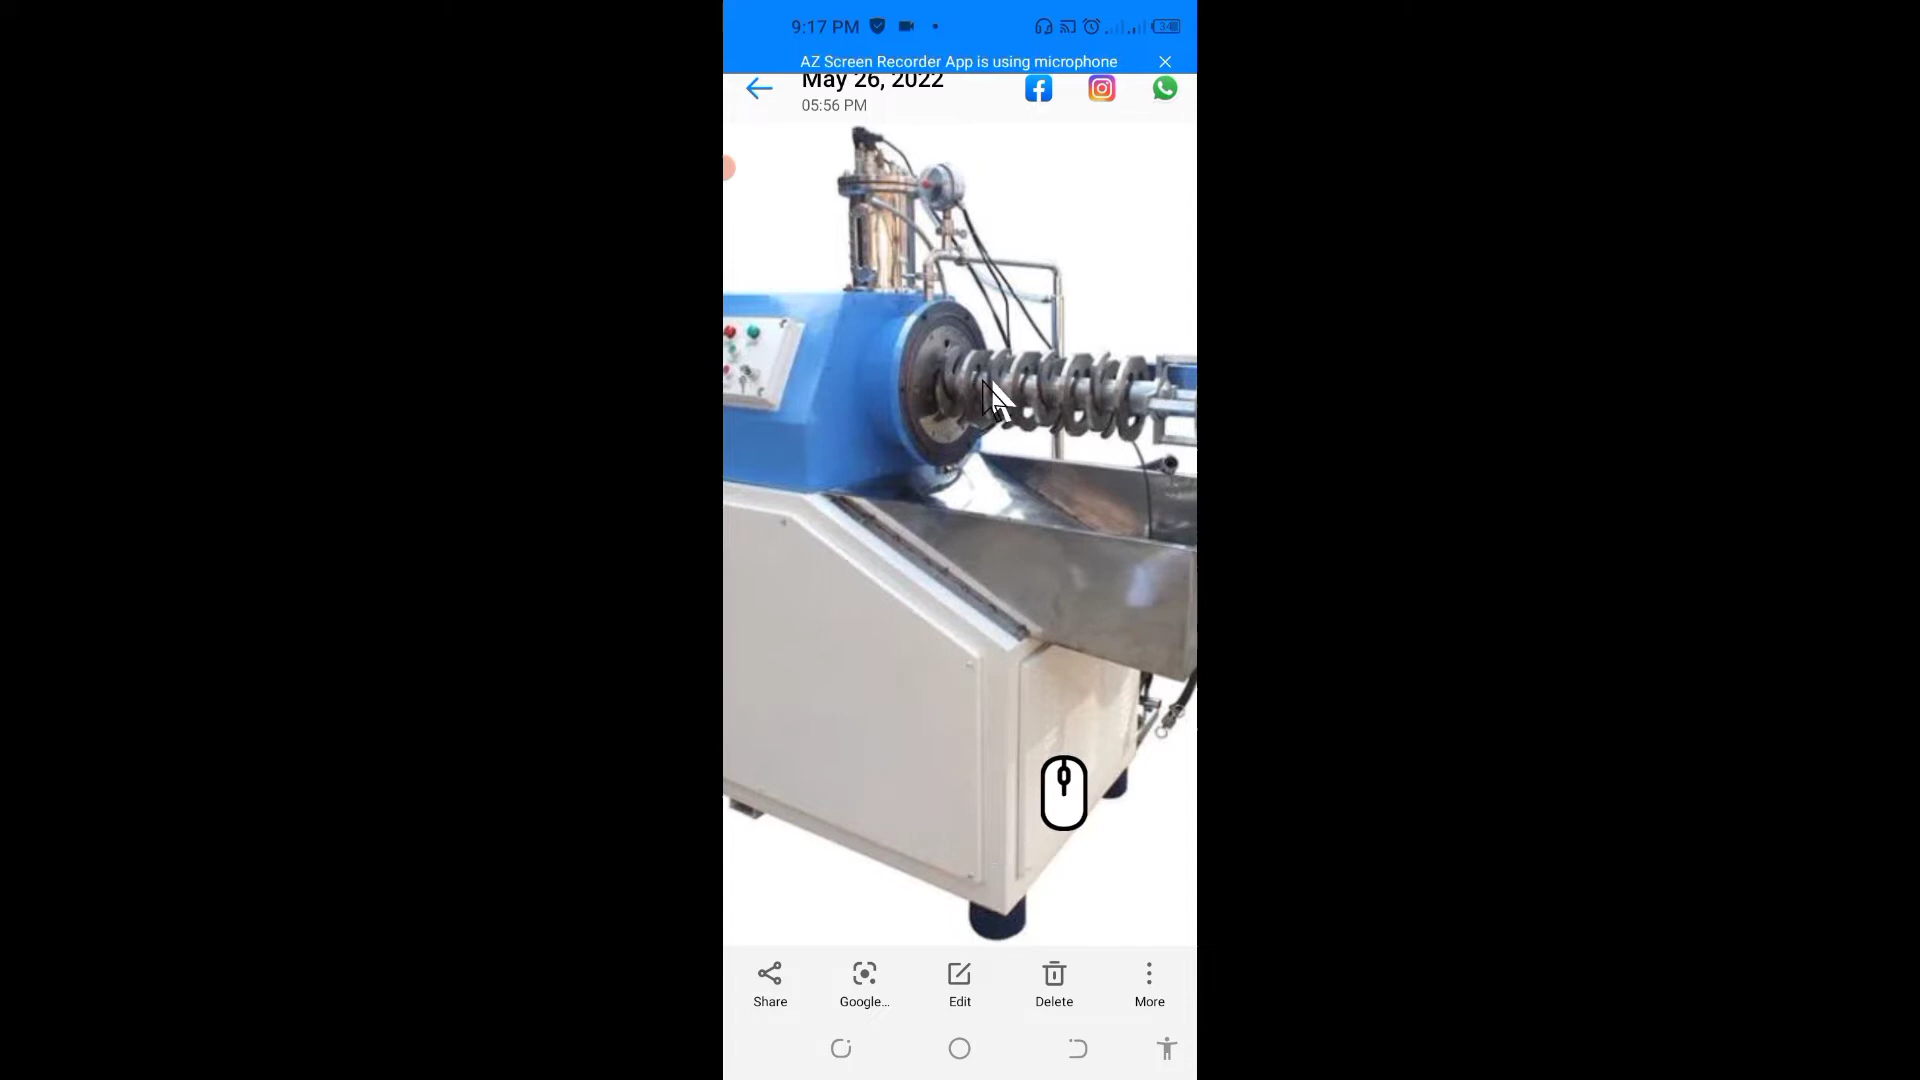 9:17 PM
34
AZ Screen Recorder App is using microphone
May 26, 2022
05:56 PM
Share
Google...
Edit
Delete
More